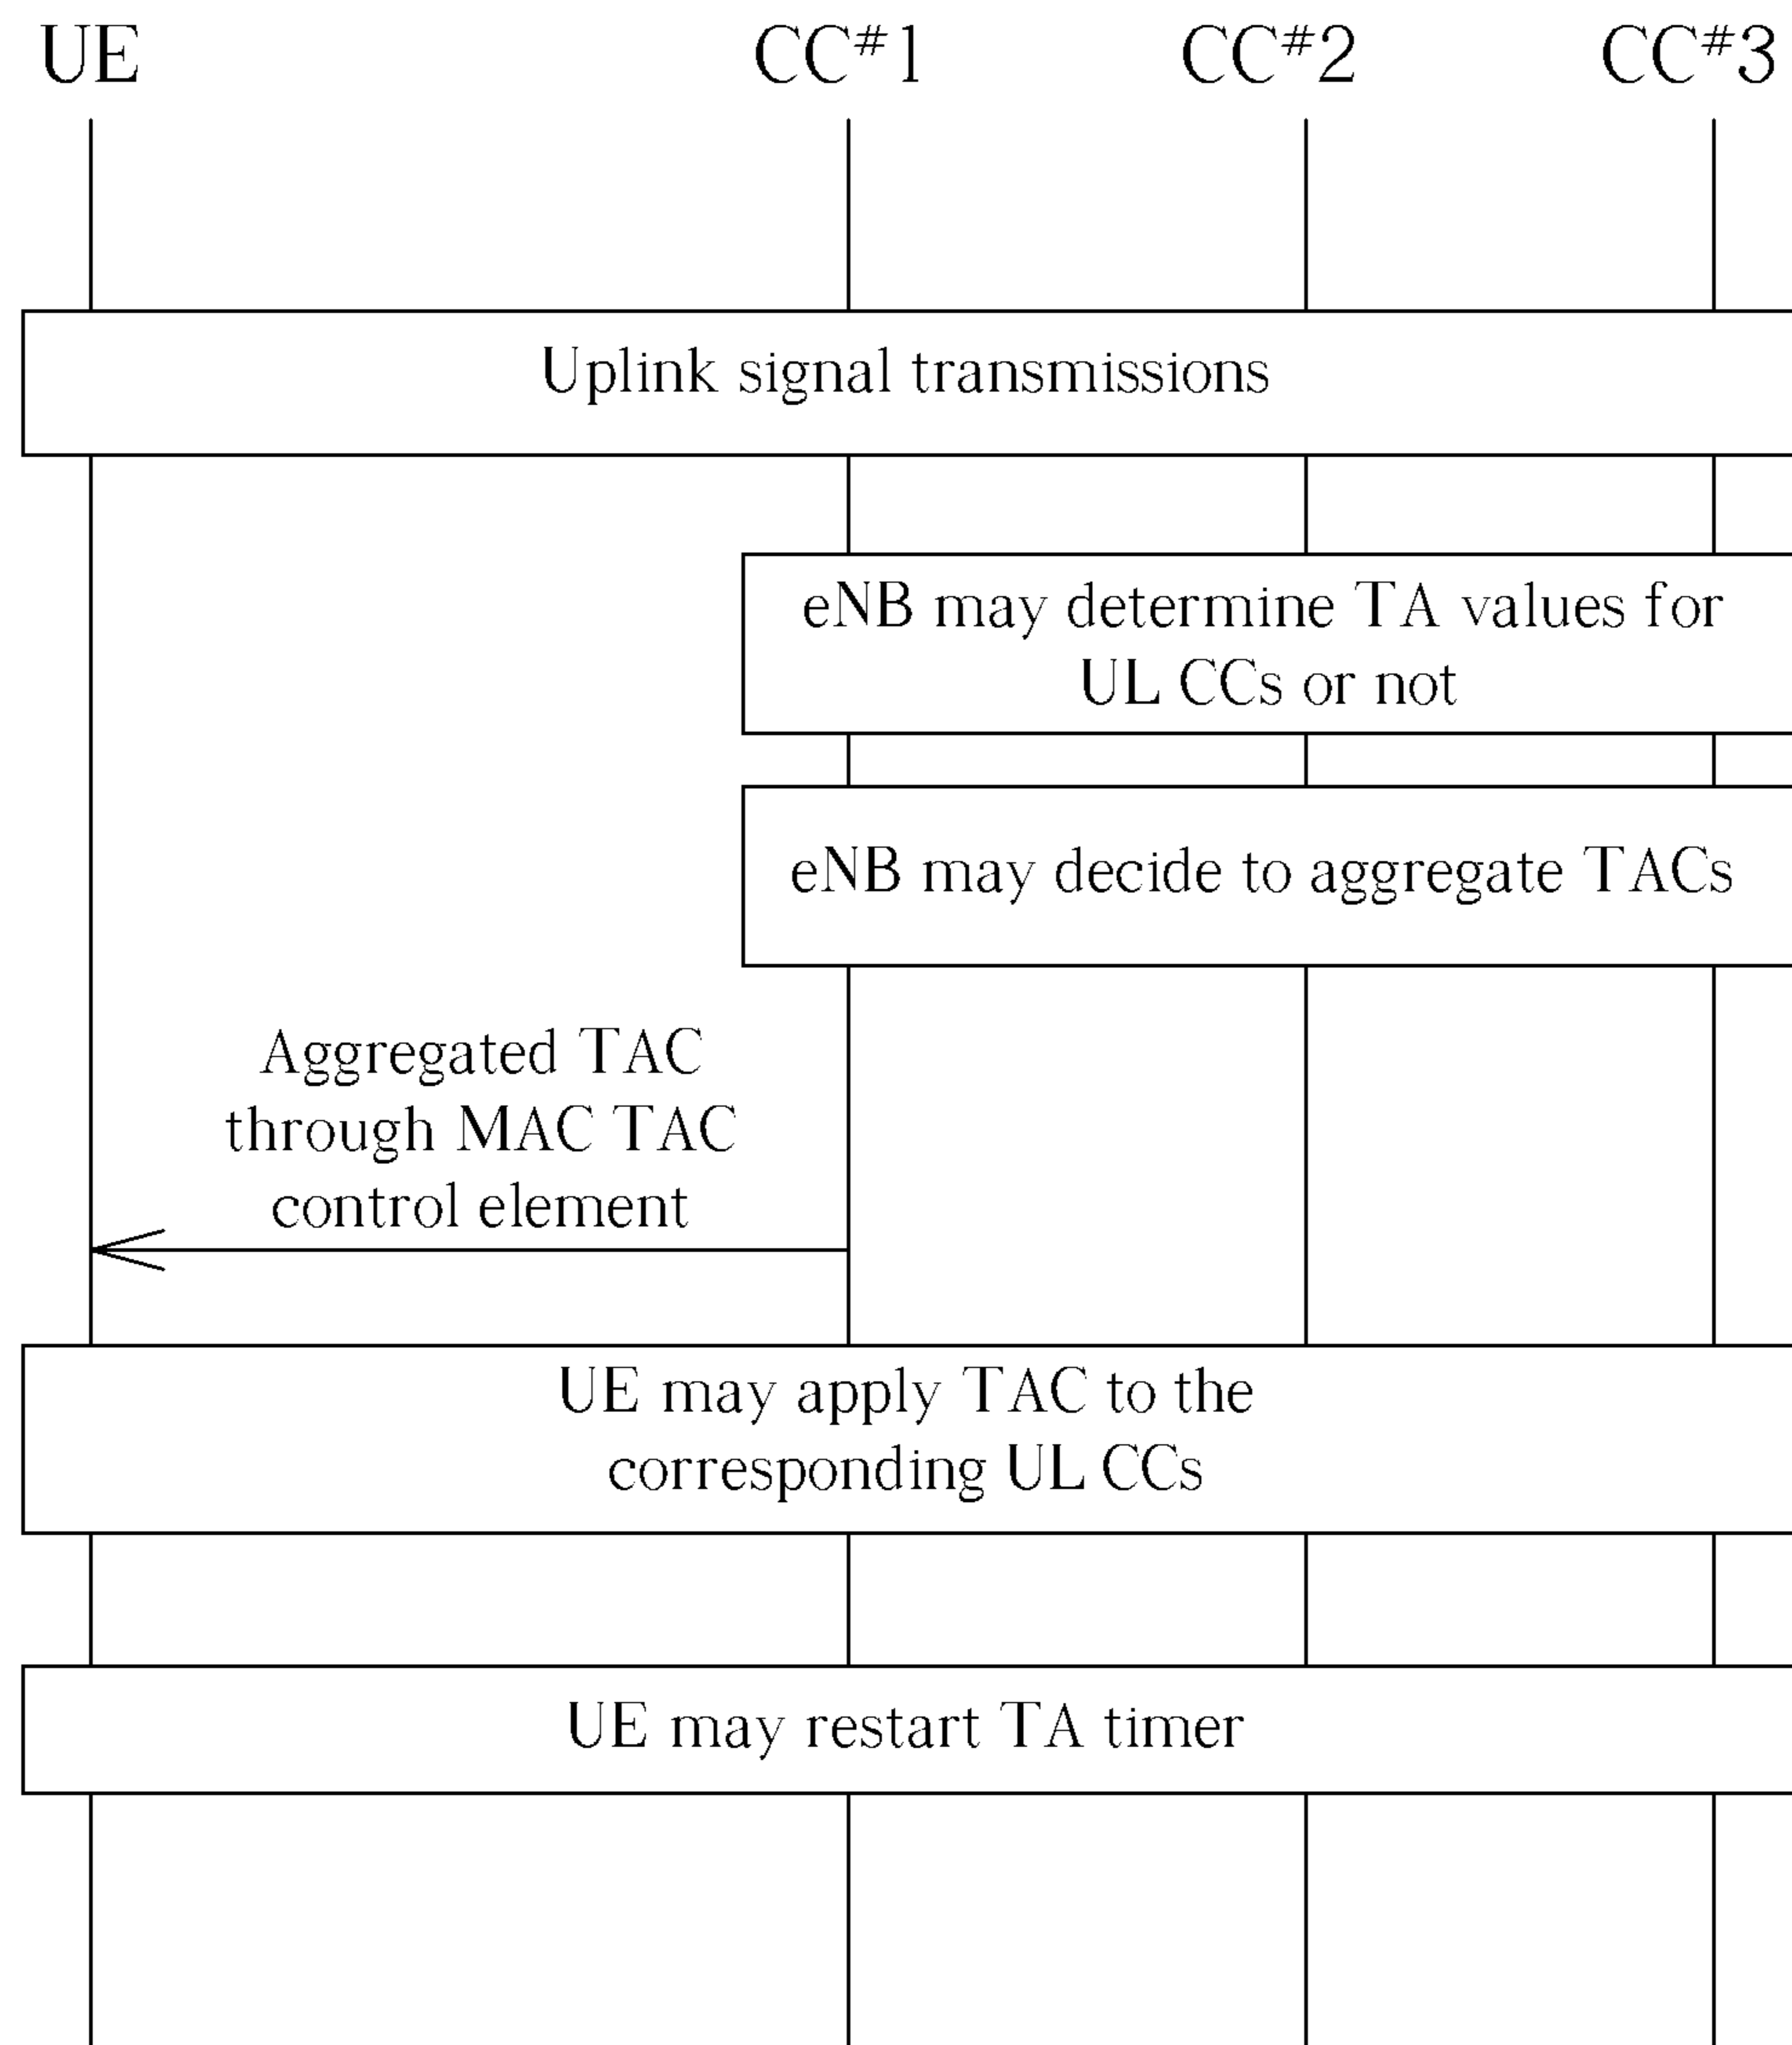 UE CC#1 CC#2 CC#3
Uplink signal transmissions
eNB may determine TA values for
UL CCs or not
eNB may decide to aggregate TACs
Aggregated TAC
through MAC TAC
control element
UE may apply TAC to the
corresponding UL CCs
UE may restart TA timer